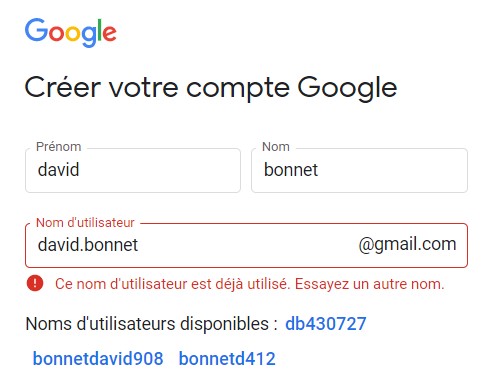 Google
Créer votre compte Google
Prénom
david
Nom
bonnet
Nom d'utilisateur
david.bonnet @gmail.com
Ce nom d'utilisateur est déjà utilisé. Essayez un autre nom.
Noms d'utilisateurs disponibles : db430727
bonnetdavid908 bonnetd412